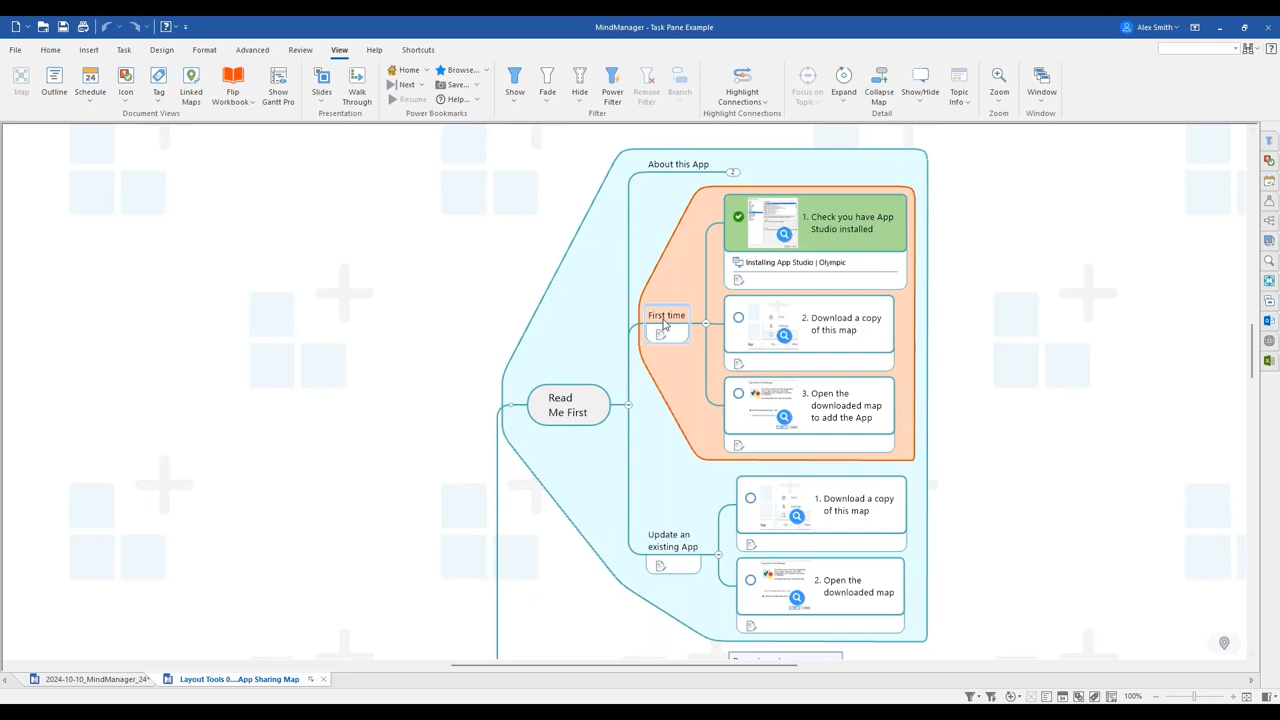 MindManager - Task Pane Example
Alex Smith
File
Home
Insert
Task
Design
Format
Advanced
Review
View
Help
Shortcuts
Map
Outline
Schedule
Icon
Tag
Linked
Maps
Flip
Workbook
Show
Gantt Pro
Document Views
Slides
Walk
Through
Presentation
Home
Browse...
Next
Save...
Resume
Help...
Power Bookmarks
Show
Fade
Hide
Power
Filter
Remove
Filter
Branch
Filter
Highlight
Connections
Highlight Connections
Focus on
Topic
Expand
Collapse
Map
Show/Hide
Topic
Info
Detail
Zoom
Zoom
Window
Window
24
About this App
2
1. Check you have App
Studio installed
Installing App Studio | Olympic
First time
2. Download a copy
of this map
3. Open the
downloaded map
to add the App
Read
Me First
Update an
existing App
1. Download a copy
of this map
2. Open the
downloaded map
2024-10-10_MindManager_24*
Layout Tools 0....App Sharing Map
100%